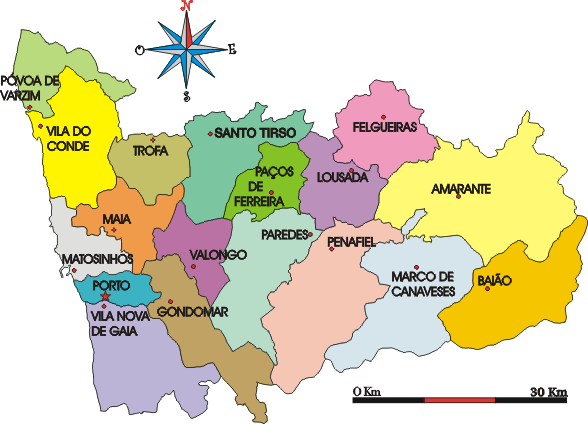 N
O
E
S
PÓVOA DE
VARZIM
VILA DO
CONDE
TROFA
SANTO TIRSO
FELGUEIRAS
PAÇOS
DE
FERREIRA
LOUSADA
AMARANTE
MAIA
MATOSINHOS
VALONGO
PAREDES
PENAFIEL
MARCO DE
CANAVESES
BAIÃO
PORTO
VILA NOVA
DE GAIA
GONDOMAR
0 Km
30 Km